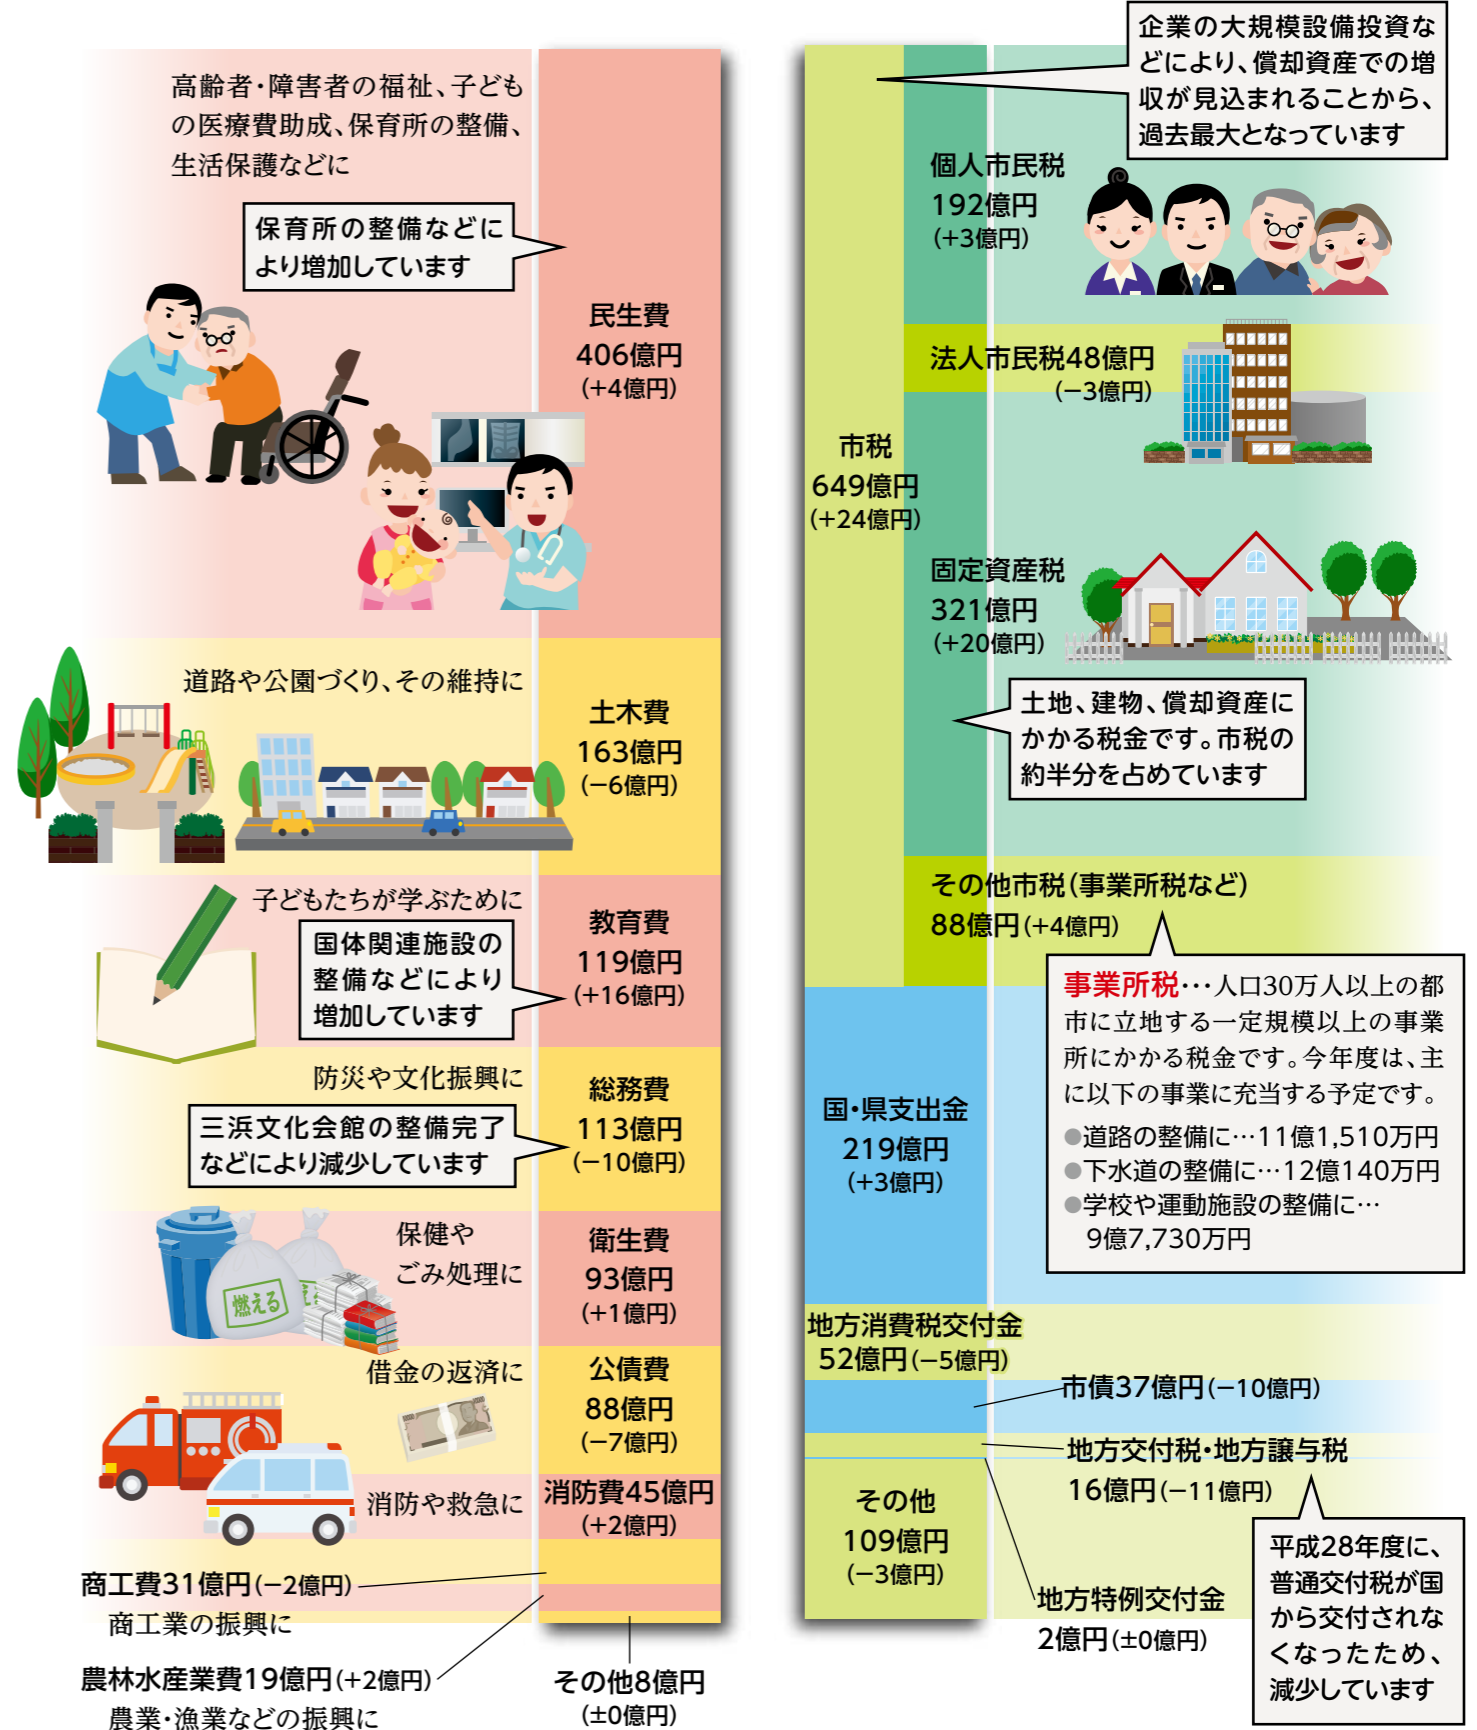 高齢者・障害者の福祉、子ども
の医療費助成、保育所の整備、
生活保護などに
保育所の整備などに
より増加しています
民生費
406億円
(+4億円)
道路や公園づくり、その維持に
土木費
163億円
(−6億円)
子どもたちが学ぶために
国体関連施設の
整備などにより
増加しています
教育費
119億円
(+16億円)
防災や文化振興に
三浜文化会館の整備完了
などにより減少しています
総務費
113億円
(−10億円)
保健や
ごみ処理に
燃える
衛生費
93億円
(+1億円)
借金の返済に
公債費
88億円
(−7億円)
消防や救急に
消防費45億円
(+2億円)
商工費31億円(−2億円)
商工業の振興に
農林水産業費19億円(+2億円)
農業・漁業などの振興に
その他8億円
(±0億円)
企業の大規模設備投資な
どにより、償却資産での増
収が見込まれることから、
過去最大となっています
市税
649億円
(+24億円)
個人市民税
192億円
(+3億円)
法人市民税48億円
(−3億円)
固定資産税
321億円
(+20億円)
土地、建物、償却資産に
かかる税金です。市税の
約半分を占めています
その他市税(事業所税など)
88億円(+4億円)
事業所税・・・人口30万人以上の都
市に立地する一定規模以上の事業
所にかかる税金です。今年度は、主
に以下の事業に充当する予定です。
●道路の整備に…11億1,510万円
●下水道の整備に…12億140万円
●学校や運動施設の整備に…
9億7,730万円
国・県支出金
219億円
(+3億円)
地方消費税交付金
52億円(−5億円)
市債37億円(−10億円)
地方交付税・地方譲与税
16億円(−11億円)
平成28年度に、
普通交付税が国
から交付されな
くなったため、
減少しています
その他
109億円
(−3億円)
地方特例交付金
2億円(±0億円)